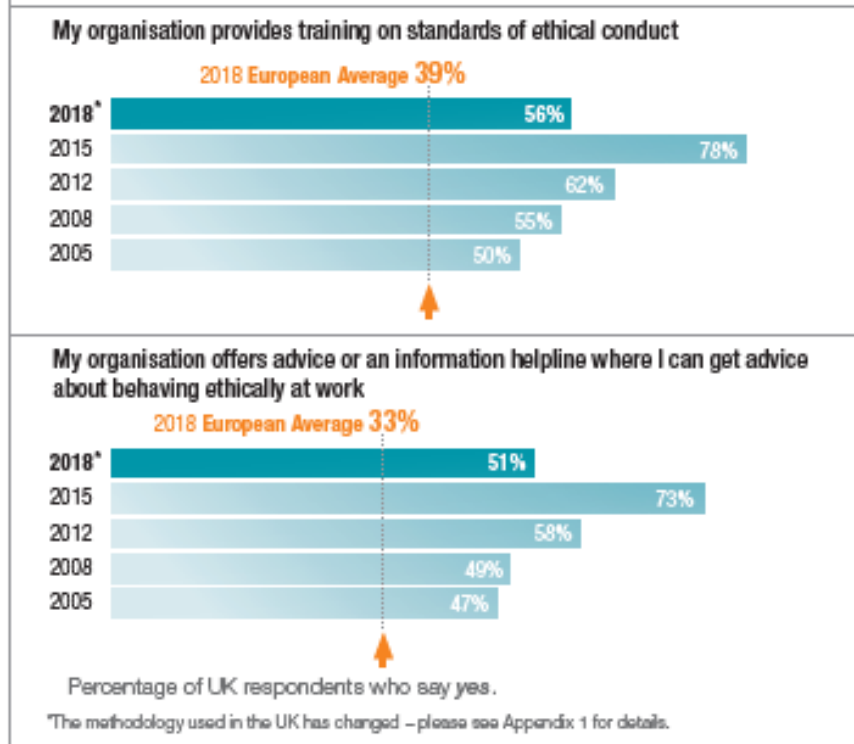 My organisation provides training on standards of ethical conduct
2018 European Average 39%
2018* 56%
2015 78%
2012 62%
2008 55%
2005 50%
My organisation offers advice or an information helpline where I can get advice
about behaving ethically at work
2018 European Average 33%
2018* 51%
2015 73%
2012 58%
2008 49%
2005 47%
Percentage of UK respondents who say yes.
*The methodology used in the UK has changed – please see Appendix 1 for details.